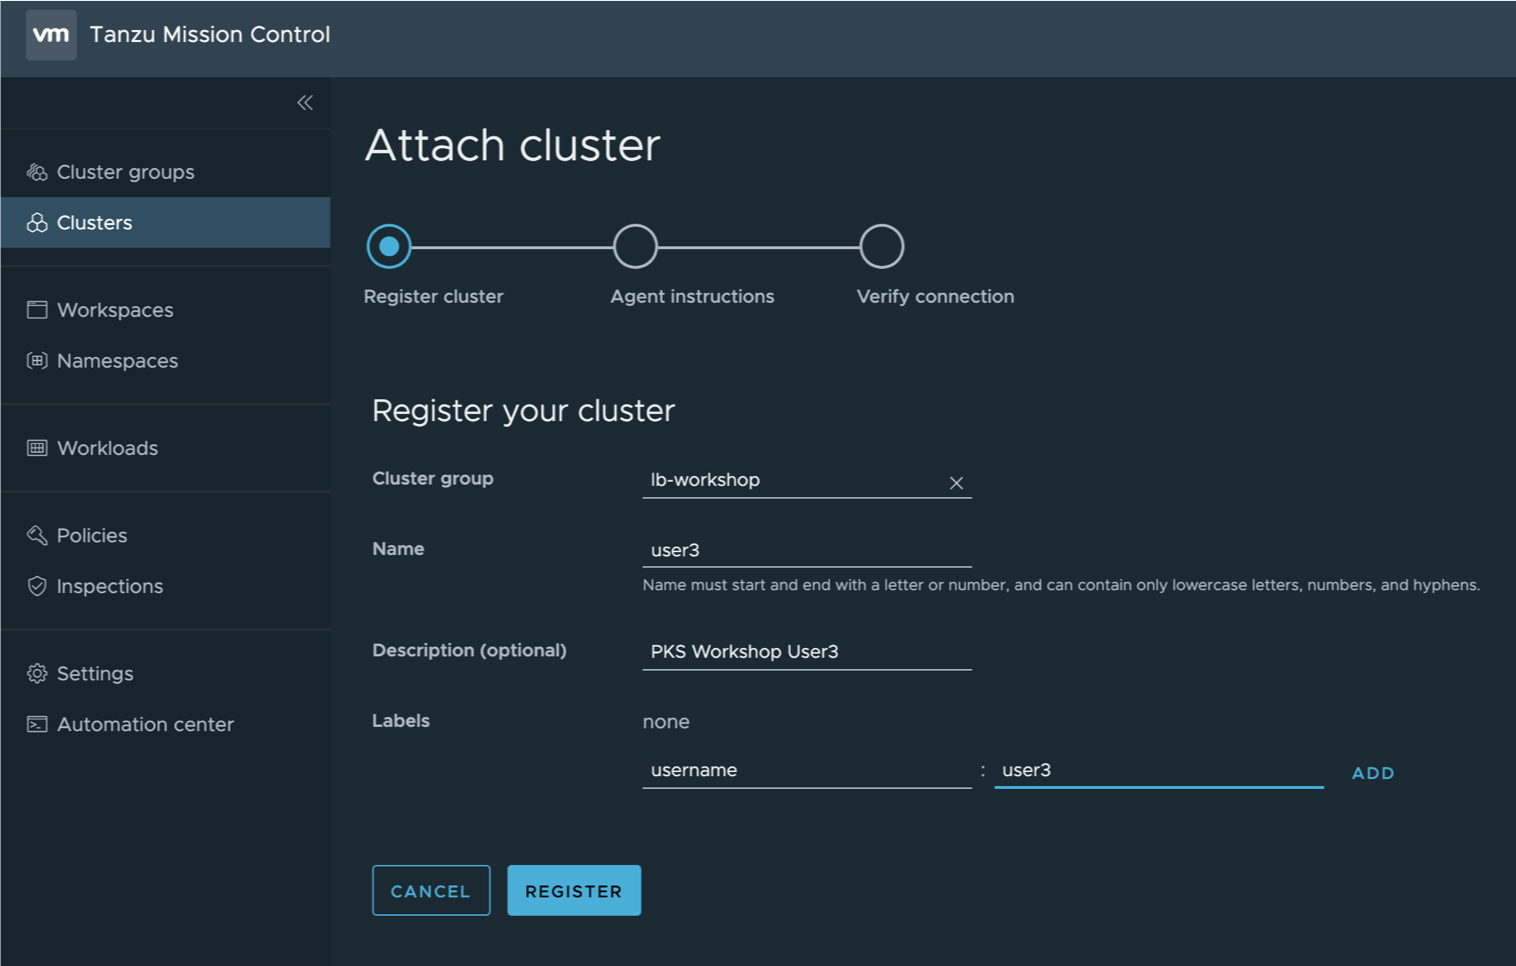 vm Tanzu Mission Control
Cluster groups
Clusters
Workspaces
Namespaces
Workloads
Policies
Inspections
Settings
Automation center
Attach cluster
Register cluster
Agent instructions
Verify connection
Register your cluster
Cluster group
lb-workshop
Name
user3
Name must start and end with a letter or number, and can contain only lowercase letters, numbers, and hyphens.
Description (optional)
PKS Workshop User3
Labels
none
username : user3 ADD
CANCEL
REGISTER